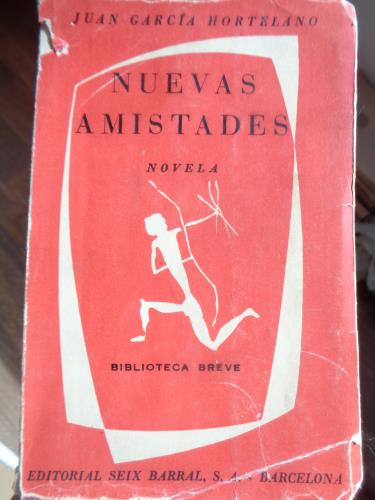 JUAN GARCÍA HORTELANO
NUEVAS
AMISTADES
NOVELA
BIBLIOTECA BREVE
EDITORIAL SEIX BARRAL, S. A. - BARCELONA